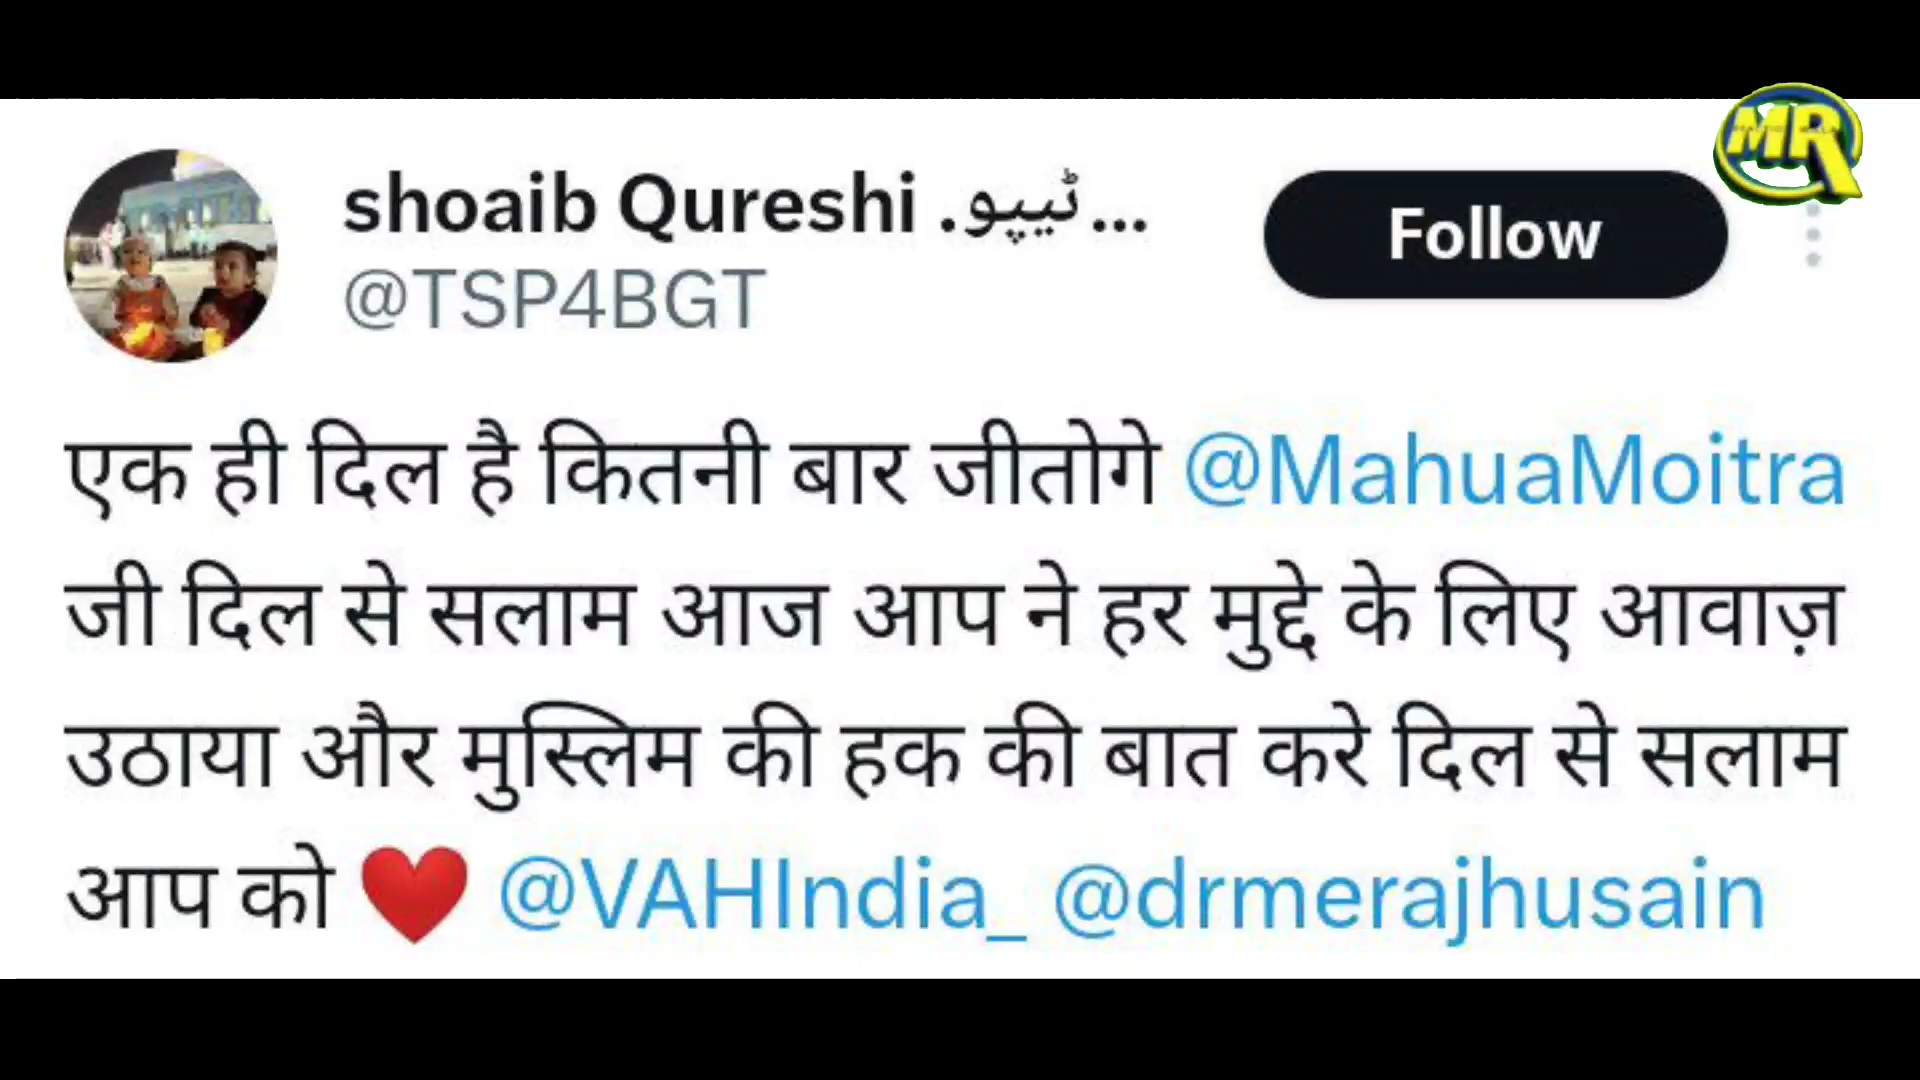 MR
shoaib Qureshi .ٹیپو...
Follow
@TSP4BGT
एक ही दिल है कितनी बार जीतोगे @MahuaMoitra
जी दिल से सलाम आज आप ने हर मुद्दे के लिए आवाज़
उठाया और मुस्लिम की हक की बात करे दिल से सलाम
आप को ❤️ @VAHIndia_ @drmerajhusain